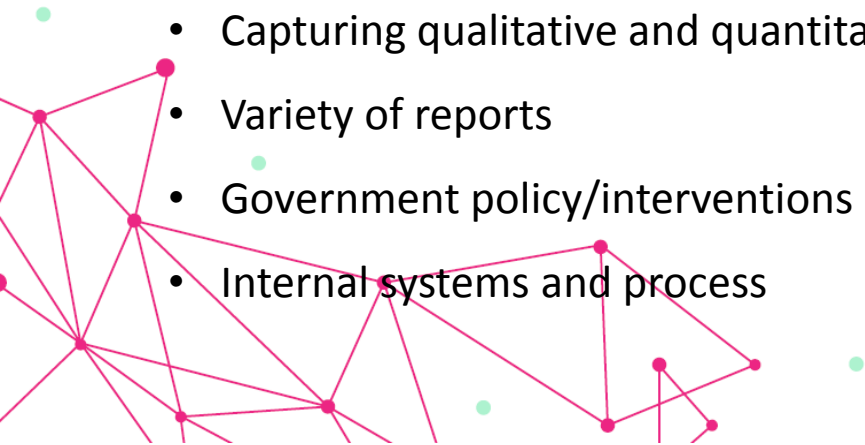 • Capturing qualitative and quantita
• Variety of reports
• Government policy/interventions
• Internal systems and process